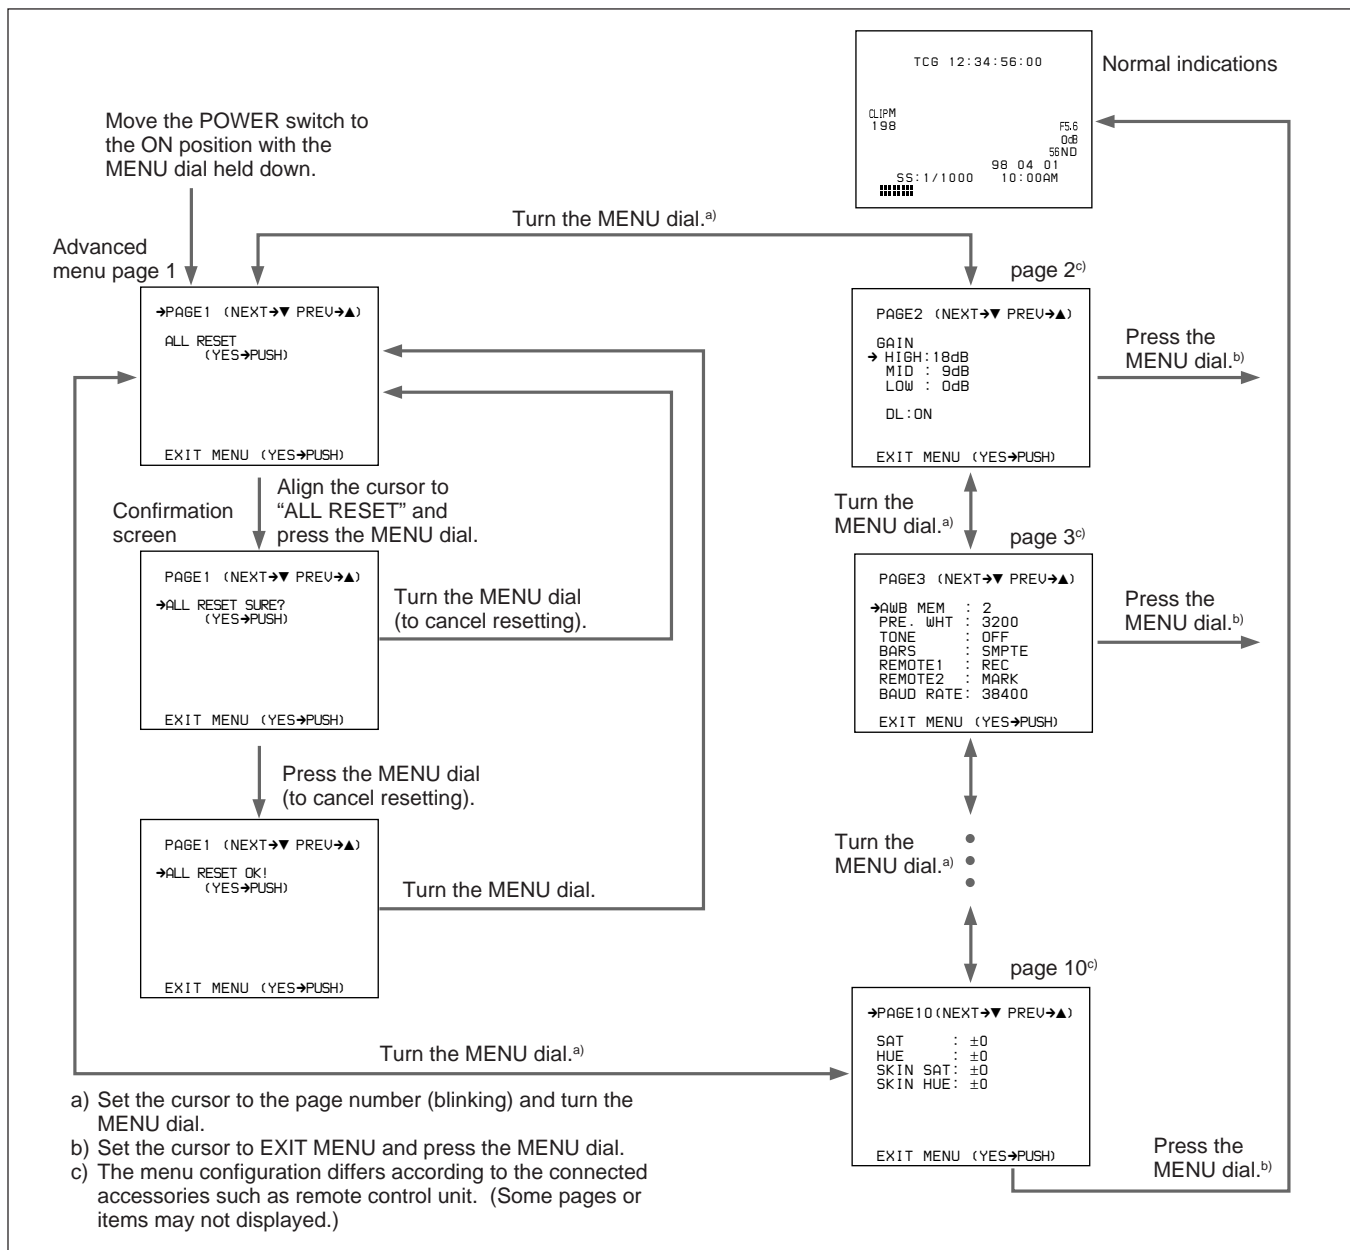 TCG 12:34:56:00
CLIPM
198
F5.6
0dB
56ND
98 04 01
SS:1/1000 10:00AM
Normal indications
Move the POWER switch to
the ON position with the
MENU dial held down.
Turn the MENU dial.a)
Advanced
menu page 1
➔PAGE1 (NEXT➔▼ PREV➔▲)
ALL RESET
(YES➔PUSH)
EXIT MENU (YES➔PUSH)
page 2c)
PAGE2 (NEXT➔▼ PREV➔▲)
GAIN
➔ HIGH:18dB
MID : 9dB
LOW : 0dB
DL:ON
EXIT MENU (YES➔PUSH)
Press the
MENU dial.b)
Align the cursor to
“ALL RESET” and
press the MENU dial.
Confirmation
screen
PAGE1 (NEXT➔▼ PREV➔▲)
➔ALL RESET SURE?
(YES➔PUSH)
EXIT MENU (YES➔PUSH)
Turn the MENU dial
(to cancel resetting).
Turn the
MENU dial.a)
page 3c)
PAGE3 (NEXT➔▼ PREV➔▲)
➔AWB MEM : 2
PRE. WHT : 3200
TONE : OFF
BARS : SMPTE
REMOTE1 : REC
REMOTE2 : MARK
BAUD RATE: 38400
EXIT MENU (YES➔PUSH)
Press the
MENU dial.b)
Press the MENU dial
(to cancel resetting).
PAGE1 (NEXT➔▼ PREV➔▲)
➔ALL RESET OK!
(YES➔PUSH)
EXIT MENU (YES➔PUSH)
Turn the MENU dial.
Turn the
MENU dial.a)
page 10c)
➔PAGE10(NEXT➔▼ PREV➔▲)
SAT : ±0
HUE : ±0
SKIN SAT: ±0
SKIN HUE: ±0
EXIT MENU (YES➔PUSH)
Press the
MENU dial.b)
Turn the MENU dial.a)
a) Set the cursor to the page number (blinking) and turn the
MENU dial.
b) Set the cursor to EXIT MENU and press the MENU dial.
c) The menu configuration differs according to the connected
accessories such as remote control unit. (Some pages or
items may not displayed.)